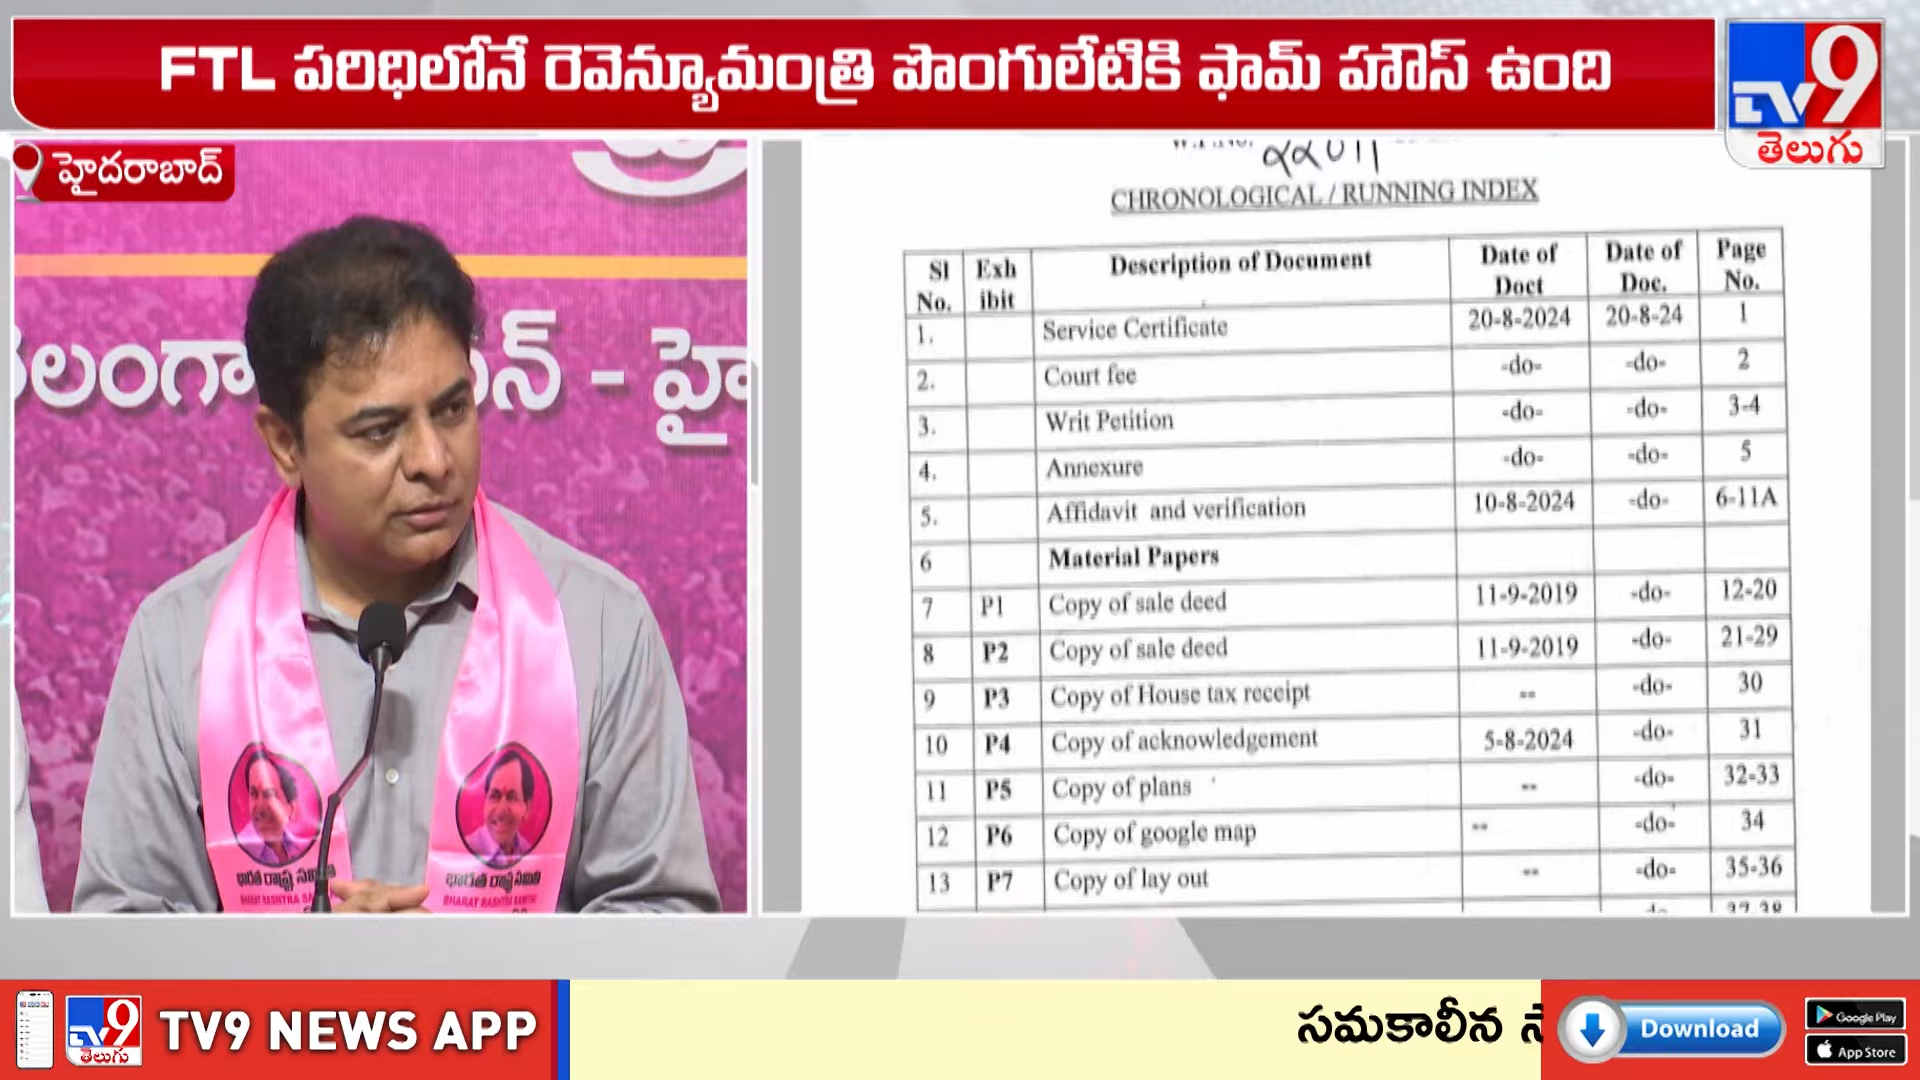 FTL పరిధిలోనే రెవెన్యూమంత్రి పొంగులేటికి ఫామ్ హౌస్ ఉంది
TV9
తెలుగు
హైదరాబాద్
భారత రాష్ట్ర సమితి
BHARAT RASHTRA SAMITHI
CHRONOLOGICAL / RUNNING INDEX
Sl No. Exh ibit Description of Document Date of Doct Date of Doc. Page No.
1. Service Certificate 20-8-2024 20-8-24 1
2. Court fee -do- -do- 2
3. Writ Petition -do- -do- 3-4
4. Annexure -do- -do- 5
5. Affidavit and verification 10-8-2024 -do- 6-11A
6 Material Papers
7 P1 Copy of sale deed 11-9-2019 -do- 12-20
8 P2 Copy of sale deed 11-9-2019 -do- 21-29
9 P3 Copy of House tax receipt -- -do- 30
10 P4 Copy of acknowledgement 5-8-2024 -do- 31
11 P5 Copy of plans -- -do- 32-33
12 P6 Copy of google map -- -do- 34
13 P7 Copy of lay out -- -do- 35-36
TV9
తెలుగు
TV9 NEWS APP
సమకాలీన
Download
Google Play
App Store